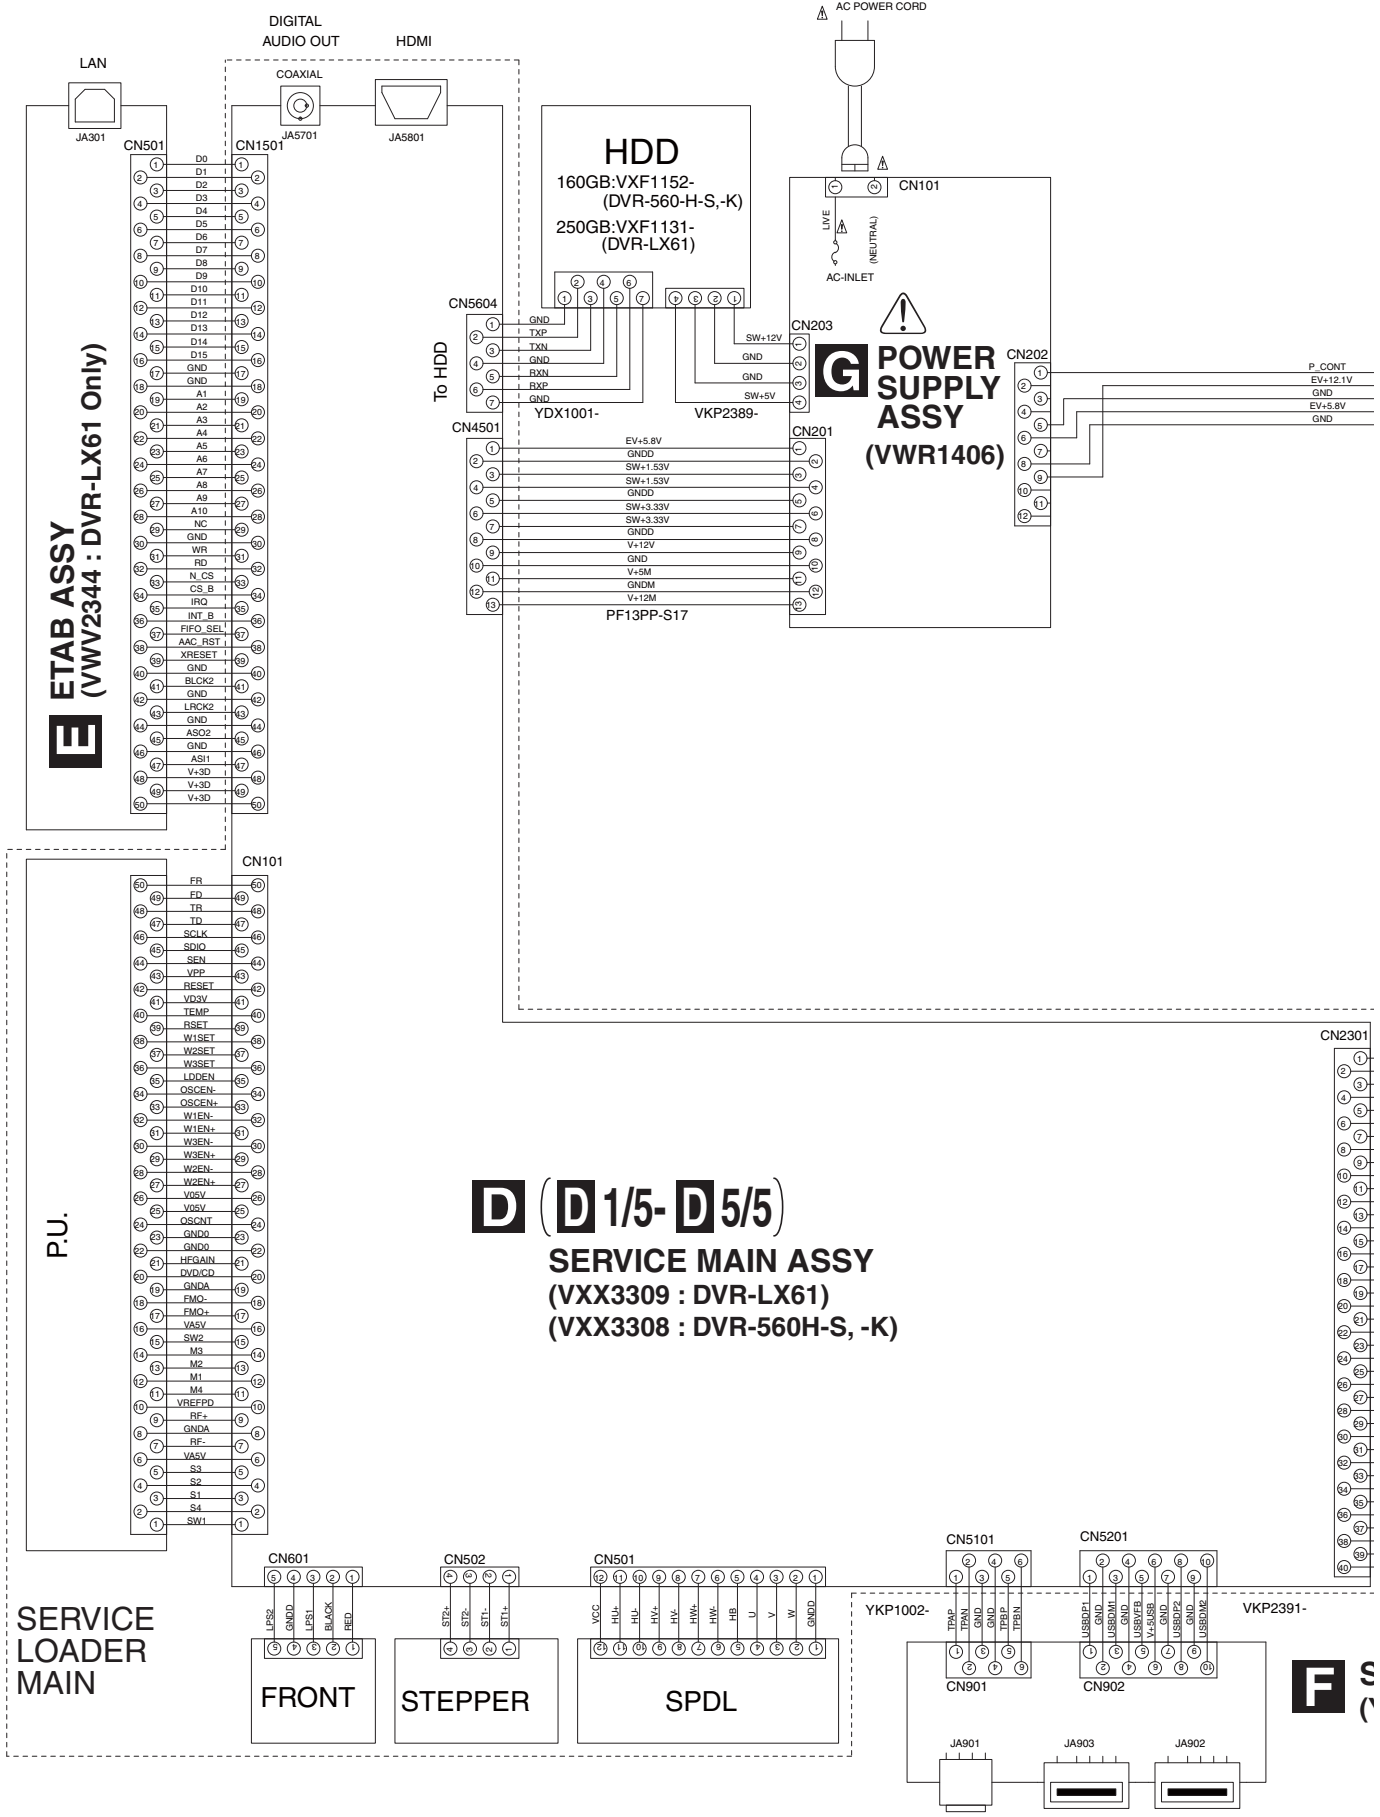 AC POWER CORD
DIGITAL
AUDIO OUT
HDMI
LAN
COAXIAL
JA301
JA5701
JA5801
CN501
CN1501
D0
D1
D2
D3
D4
D5
D6
D7
D8
D9
D10
D11
D12
D13
D14
D15
GND
GND
A1
A2
A3
A4
A5
A6
A7
A8
A9
A10
NC
GND
WR
RD
N_CS
CS_B
IRQ
INT_B
FIFO_SEL
AAC_RST
XRESET
GND
BLCK2
GND
LRCK2
GND
ASO2
GND
ASI1
V+3D
V+3D
V+3D
E ETAB ASSY
(VWV2344 : DVR-LX61 Only)
HDD
160GB:VXF1152-
(DVR-560-H-S,-K)
250GB:VXF1131-
(DVR-LX61)
CN5604
To HDD
GND
TXP
TXN
GND
RXN
RXP
GND
YDX1001-
VKP2389-
CN101
LIVE
(NEUTRAL)
AC-INLET
CN203
SW+12V
GND
GND
SW+5V
G POWER
SUPPLY
ASSY
(VWR1406)
CN202
P_CONT
EV+12.1V
GND
EV+5.8V
GND
CN4501
CN201
EV+5.8V
GNDD
SW+1.53V
SW+1.53V
GNDD
SW+3.33V
SW+3.33V
GNDD
V+12V
GND
V+5M
GNDM
V+12M
PF13PP-S17
CN101
P.U.
FR
FD
TR
TD
SCLK
SDIO
SEN
VPP
RESET
VD3V
TEMP
RSET
W1SET
W2SET
W3SET
LDDEN
OSCEN-
OSCEN+
W1EN-
W1EN+
W3EN-
W3EN+
W2EN-
W2EN+
V05V
V05V
OSCNT
GND0
GND0
HFGAIN
DVD/CD
GNDA
FMO-
FMO+
VA5V
SW2
M3
M2
M1
M4
VREFPD
RF+
GNDA
RF-
VA5V
S3
S2
S1
S4
SW1
D (D 1/5- D 5/5)
SERVICE MAIN ASSY
(VXX3309 : DVR-LX61)
(VXX3308 : DVR-560H-S, -K)
CN2301
SERVICE
LOADER
MAIN
CN601
LPS2
GNDD
LPS1
BLACK
RED
FRONT
CN502
ST2+
ST2-
ST1-
ST1+
STEPPER
CN501
VCC
HU+
HU-
HV+
HV-
HW+
HW-
HB
U
V
W
GNDD
SPDL
CN5101
YKP1002-
TPAP
TPAN
GND
GND
TPBP
TPBN
CN901
CN5201
VKP2391-
USBDP1
GND
USBDM1
GND
USBVFB
V+5USB
GND
USBDP2
GND
USBDM2
CN902
JA901
JA903
JA902
F S